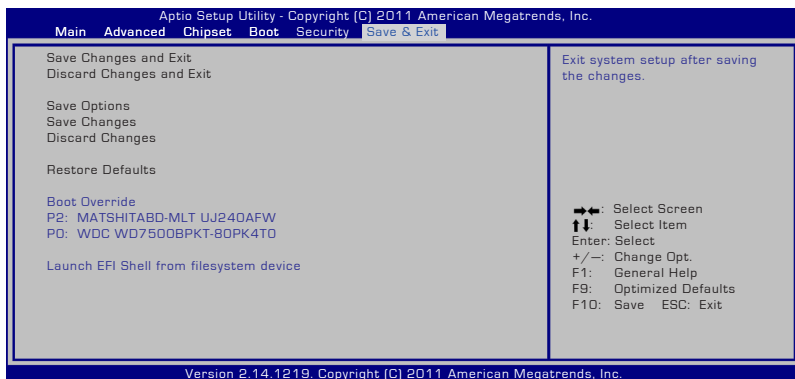 Aptio Setup Utility - Copyright (C) 2011 American Megatrends, Inc.
Main Advanced Chipset Boot Security Save & Exit
Save Changes and Exit
Discard Changes and Exit
Save Options
Save Changes
Discard Changes
Restore Defaults
Boot Override
P2: MATSHITABD-MLT UJ240AFW
P0: WDC WD7500BPKT-80PK4T0
Launch EFI Shell from filesystem device
Exit system setup after saving
the changes.
→←: Select Screen
↑↓: Select Item
Enter: Select
+/—: Change Opt.
F1: General Help
F9: Optimized Defaults
F10: Save ESC: Exit
Version 2.14.1219. Copyright (C) 2011 American Megatrends, Inc.